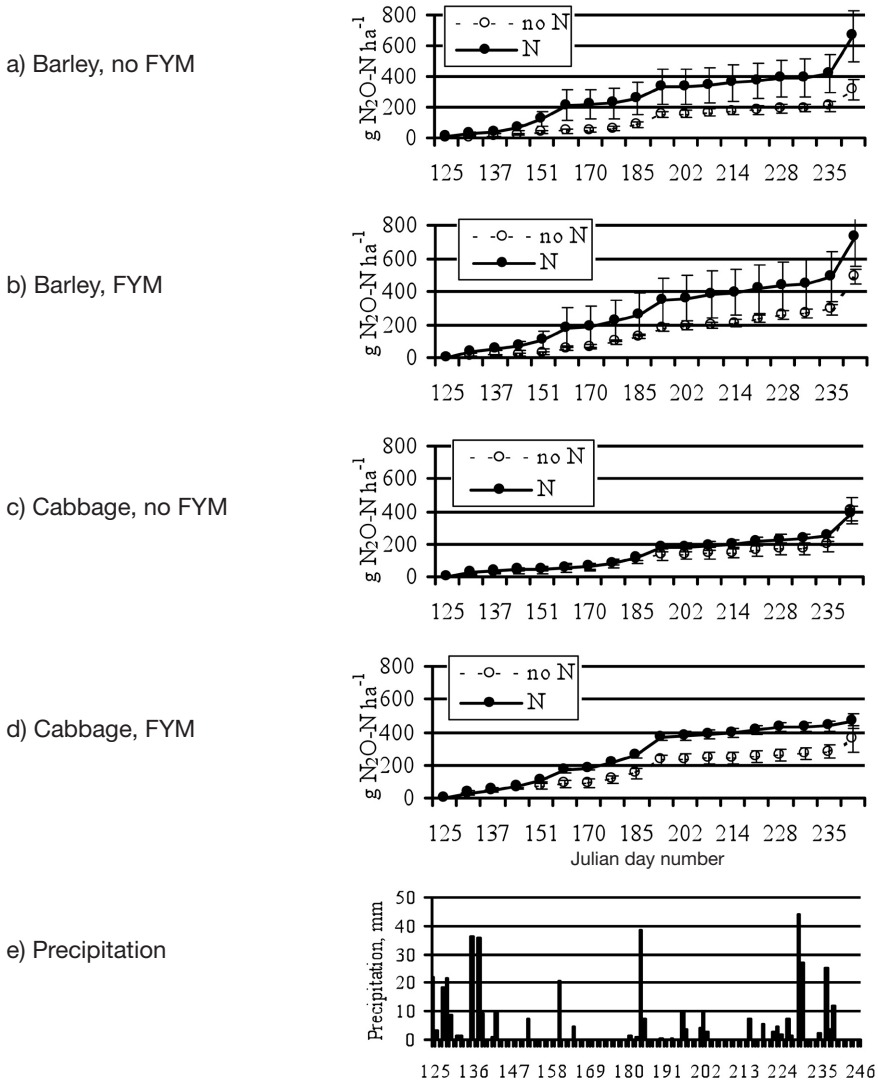 a) Barley, no FYM
g N₂O-N ha⁻¹
800
600
400
200
0
no N
N
125 137 151 170 185 202 214 228 235
b) Barley, FYM
g N₂O-N ha⁻¹
800
600
400
200
0
no N
N
125 137 151 170 185 202 214 228 235
c) Cabbage, no FYM
g N₂O-N ha⁻¹
800
600
400
200
0
no N
N
125 137 151 170 185 202 214 228 235
d) Cabbage, FYM
g N₂O-N ha⁻¹
800
600
400
200
0
no N
N
125 137 151 170 185 202 214 228 235
Julian day number
e) Precipitation
Precipitation, mm
50
40
30
20
10
0
125 136 147 158 169 180 191 202 213 224 235 246